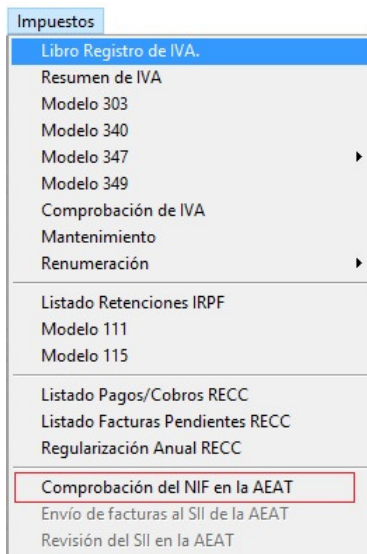 Impuestos
Libro Registro de IVA.
Resumen de IVA
Modelo 303
Modelo 340
Modelo 347
Modelo 349
Comprobación de IVA
Mantenimiento
Renumeración
Listado Retenciones IRPF
Modelo 111
Modelo 115
Listado Pagos/Cobros RECC
Listado Facturas Pendientes RECC
Regularización Anual RECC
Comprobación del NIF en la AEAT
Envío de facturas al SII de la AEAT
Revisión del SII en la AEAT